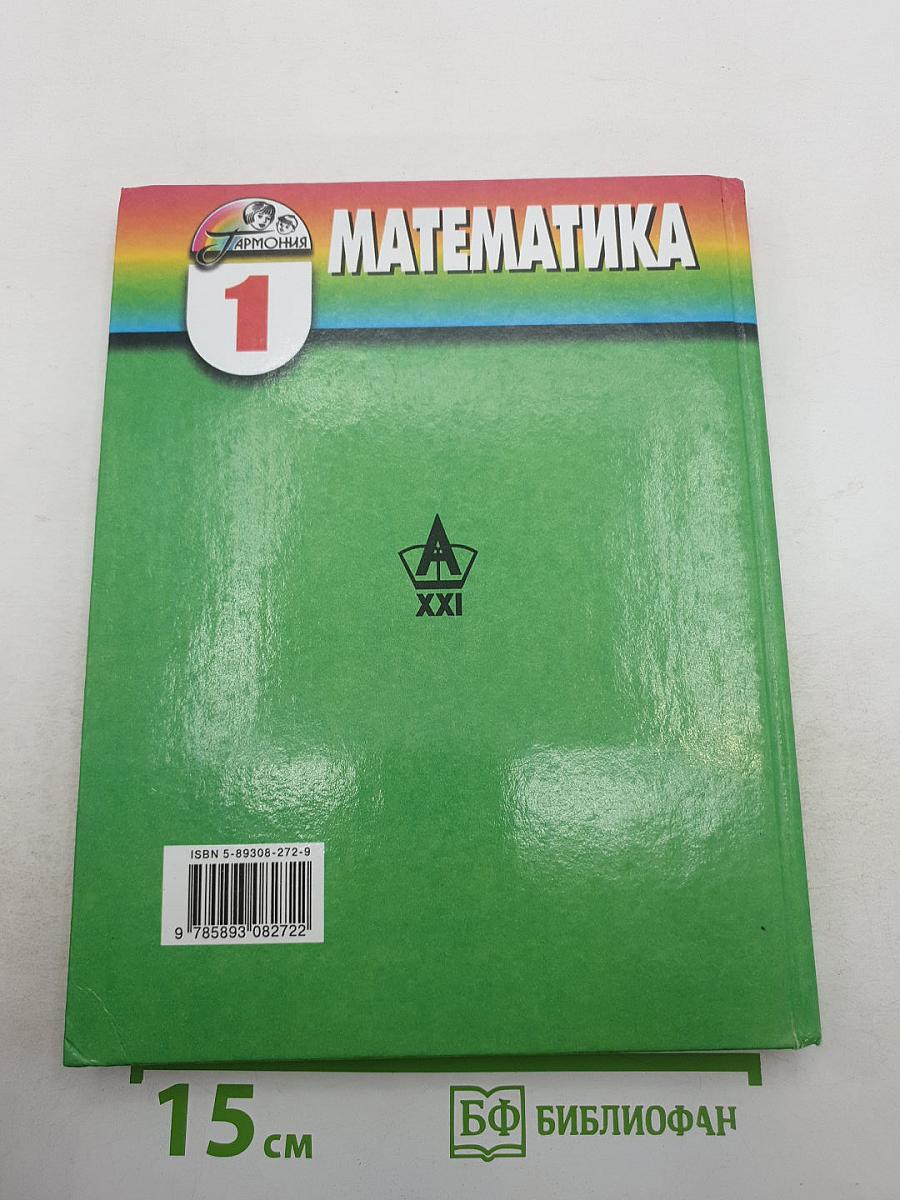 Гармония
МАТЕМАТИКА
1
А
XXI
ISBN 5-89308-272-9
9 785893 082722
15 см
БФ БИБЛИОФАН